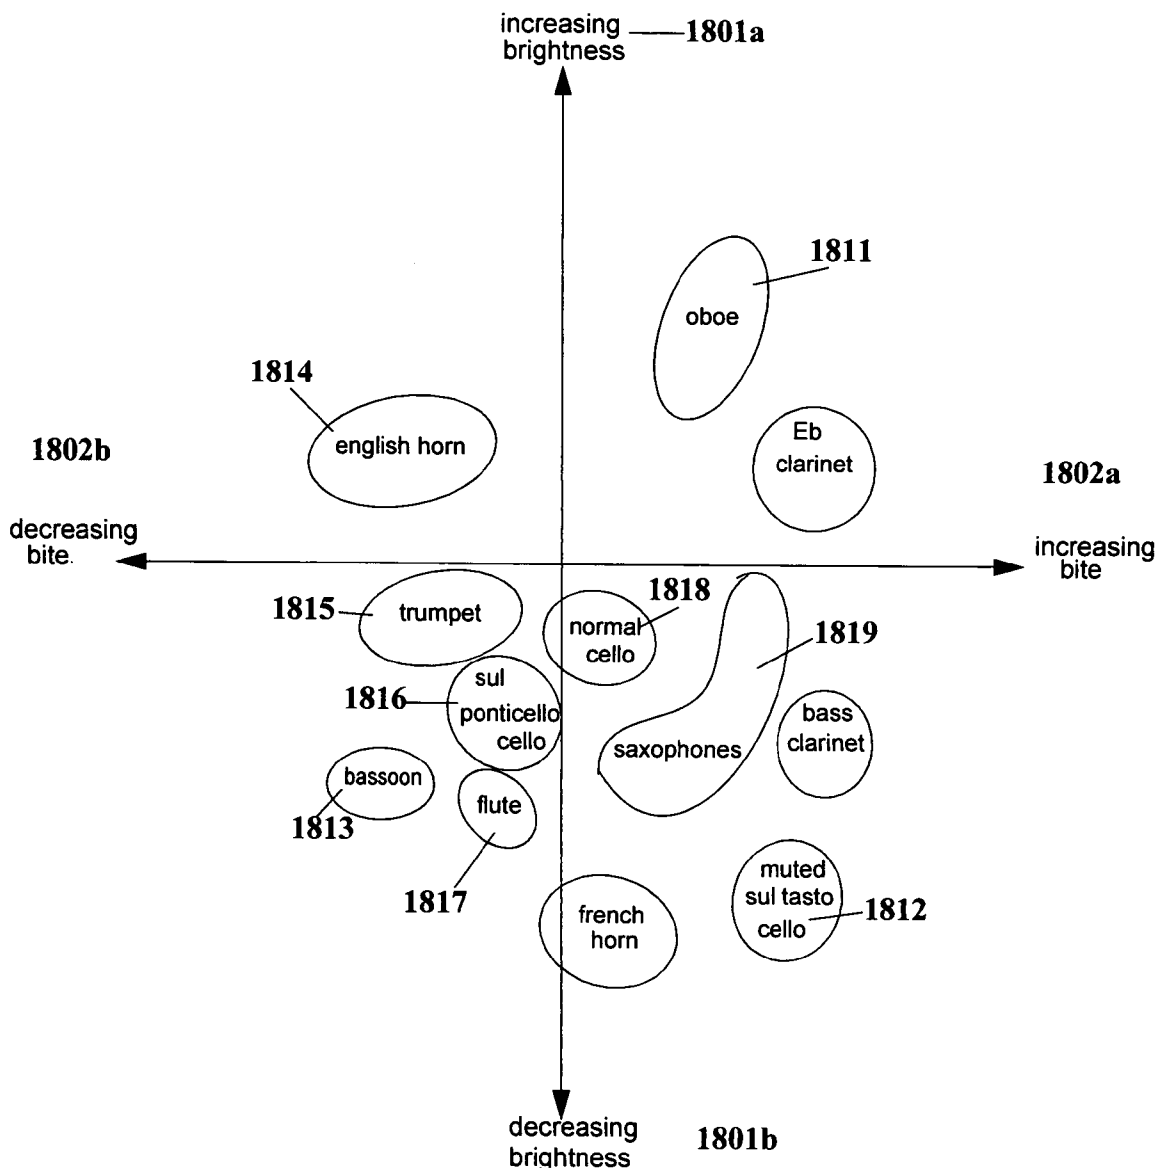 increasing
brightness
1801a
1811
oboe
1814
english horn
Eb
clarinet
1802b
1802a
decreasing
bite.
increasing
bite
1815
trumpet
1818
normal
cello
1819
1816
sul
ponticello
cello
saxophones
bass
clarinet
bassoon
1813
flute
1817
muted
sul tasto
cello
1812
french
horn
decreasing
brightness
1801b